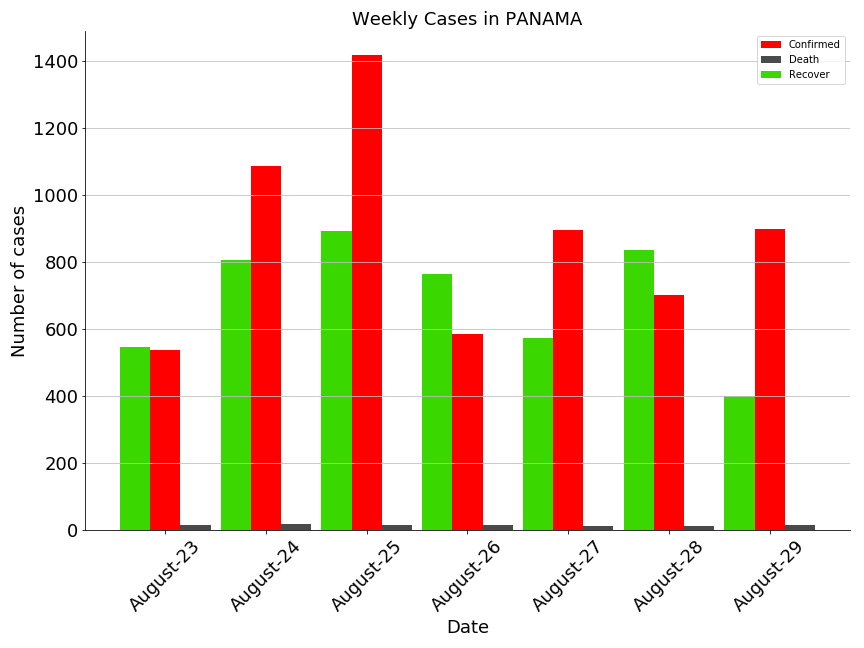 Weekly Cases in PANAMA
Confirmed
Death
Recover
Number of cases
1400
1200
1000
800
600
400
200
0
August-23
August-24
August-25
August-26
August-27
August-28
August-29
Date